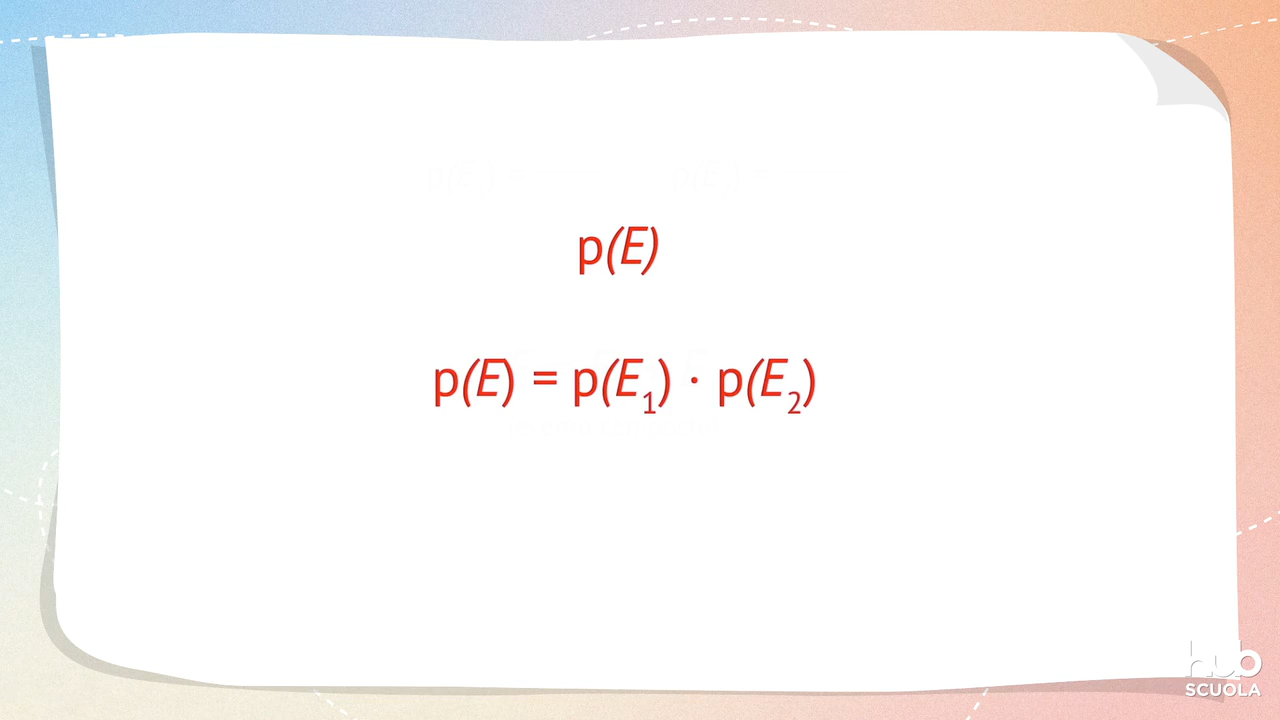 p(E)
p(E) = p(E₁) · p(E₂)
hub
SCUOLA